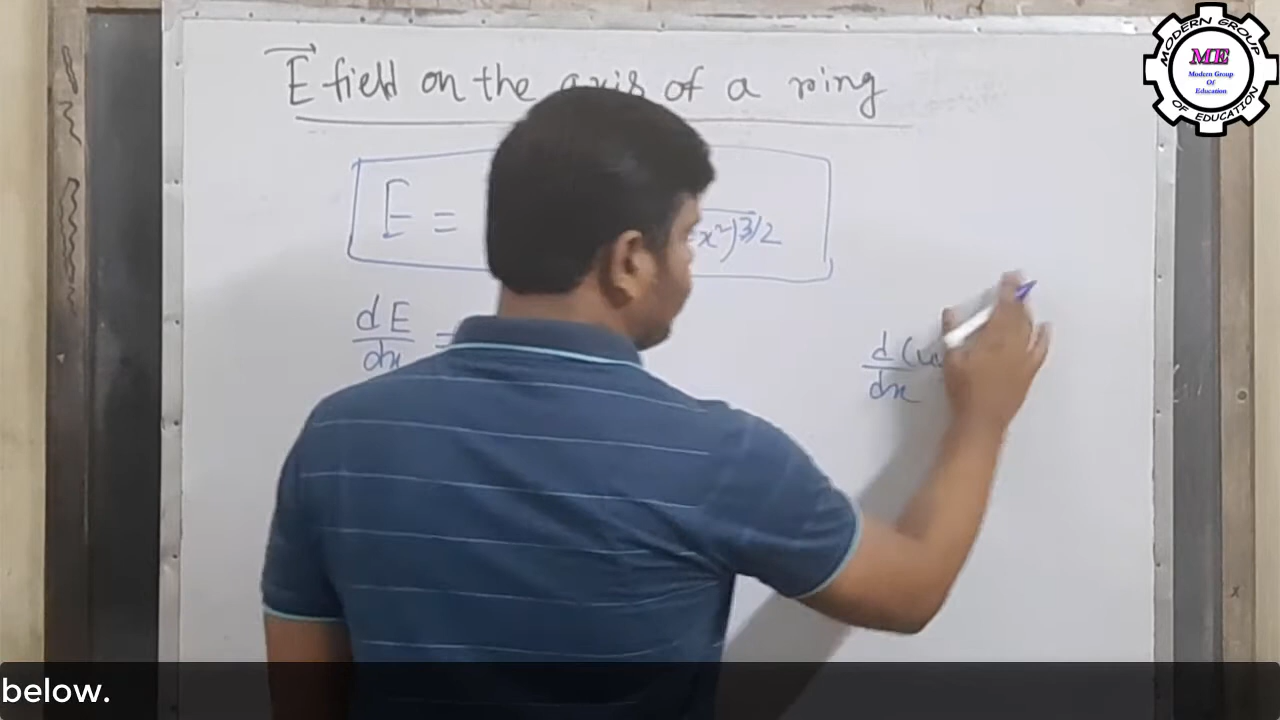 E field on the axis of a ring
E =
x²)3/2
dE
dx
=
d
dx
MODERN GROUP
OF EDUCATION
ME
Modern Group
Of
Education
below.